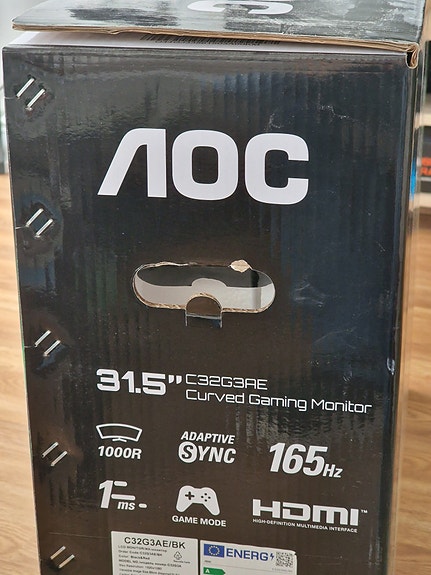 AOC
31.5” C32G3AE
Curved Gaming Monitor
1000R
ADAPTIVE
SYNC
165Hz
1ms
GAME MODE
HDMI™
HIGH-DEFINITION MULTIMEDIA INTERFACE
C32G3AE/BK
ENERG
A